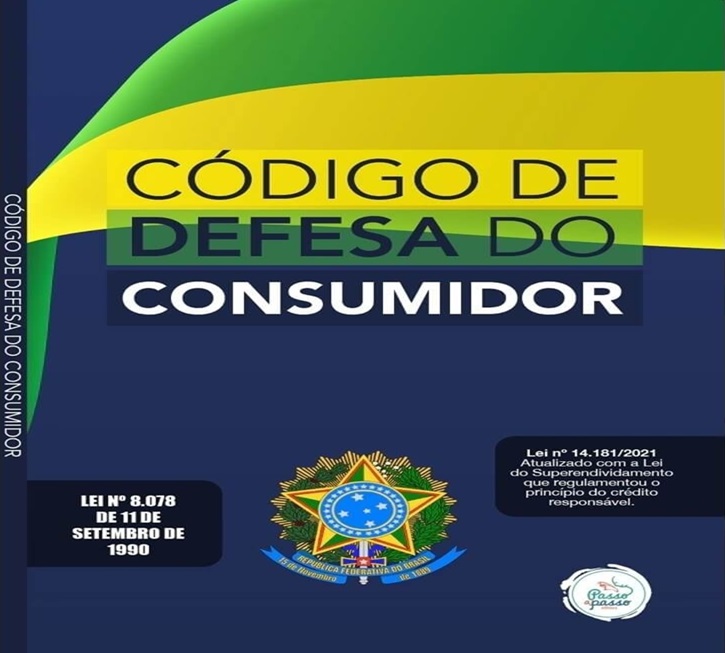 CÓDIGO DE DEFESA DO CONSUMIDOR
CÓDIGO DE
DEFESA DO
CONSUMIDOR
Lei nº 14.181/2021
Atualizado com a Lei
do Superendividamento
que regulamentou o
princípio do crédito
responsável.
LEI Nº 8.078
DE 11 DE
SETEMBRO DE
1990
REPÚBLICA FEDERATIVA DO BRASIL
15 de Novembro
de 1889
Passo
a passo